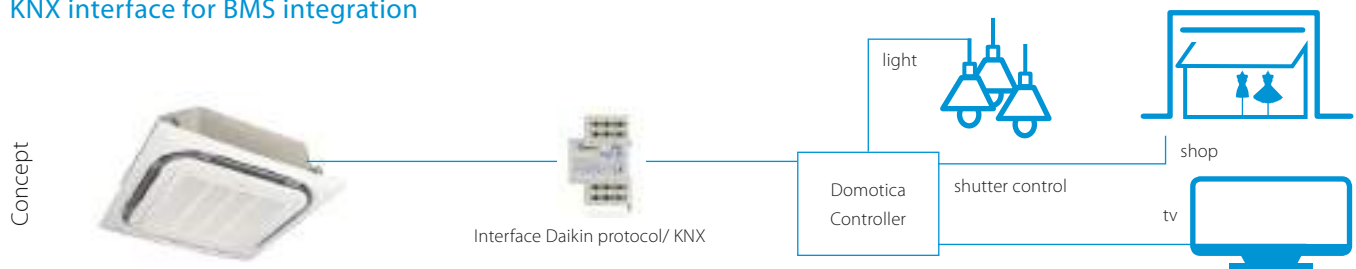 KNX interface for BMS integration
Concept
Interface Daikin protocol/ KNX
Domotica
Controller
light
shutter control
shop
tv